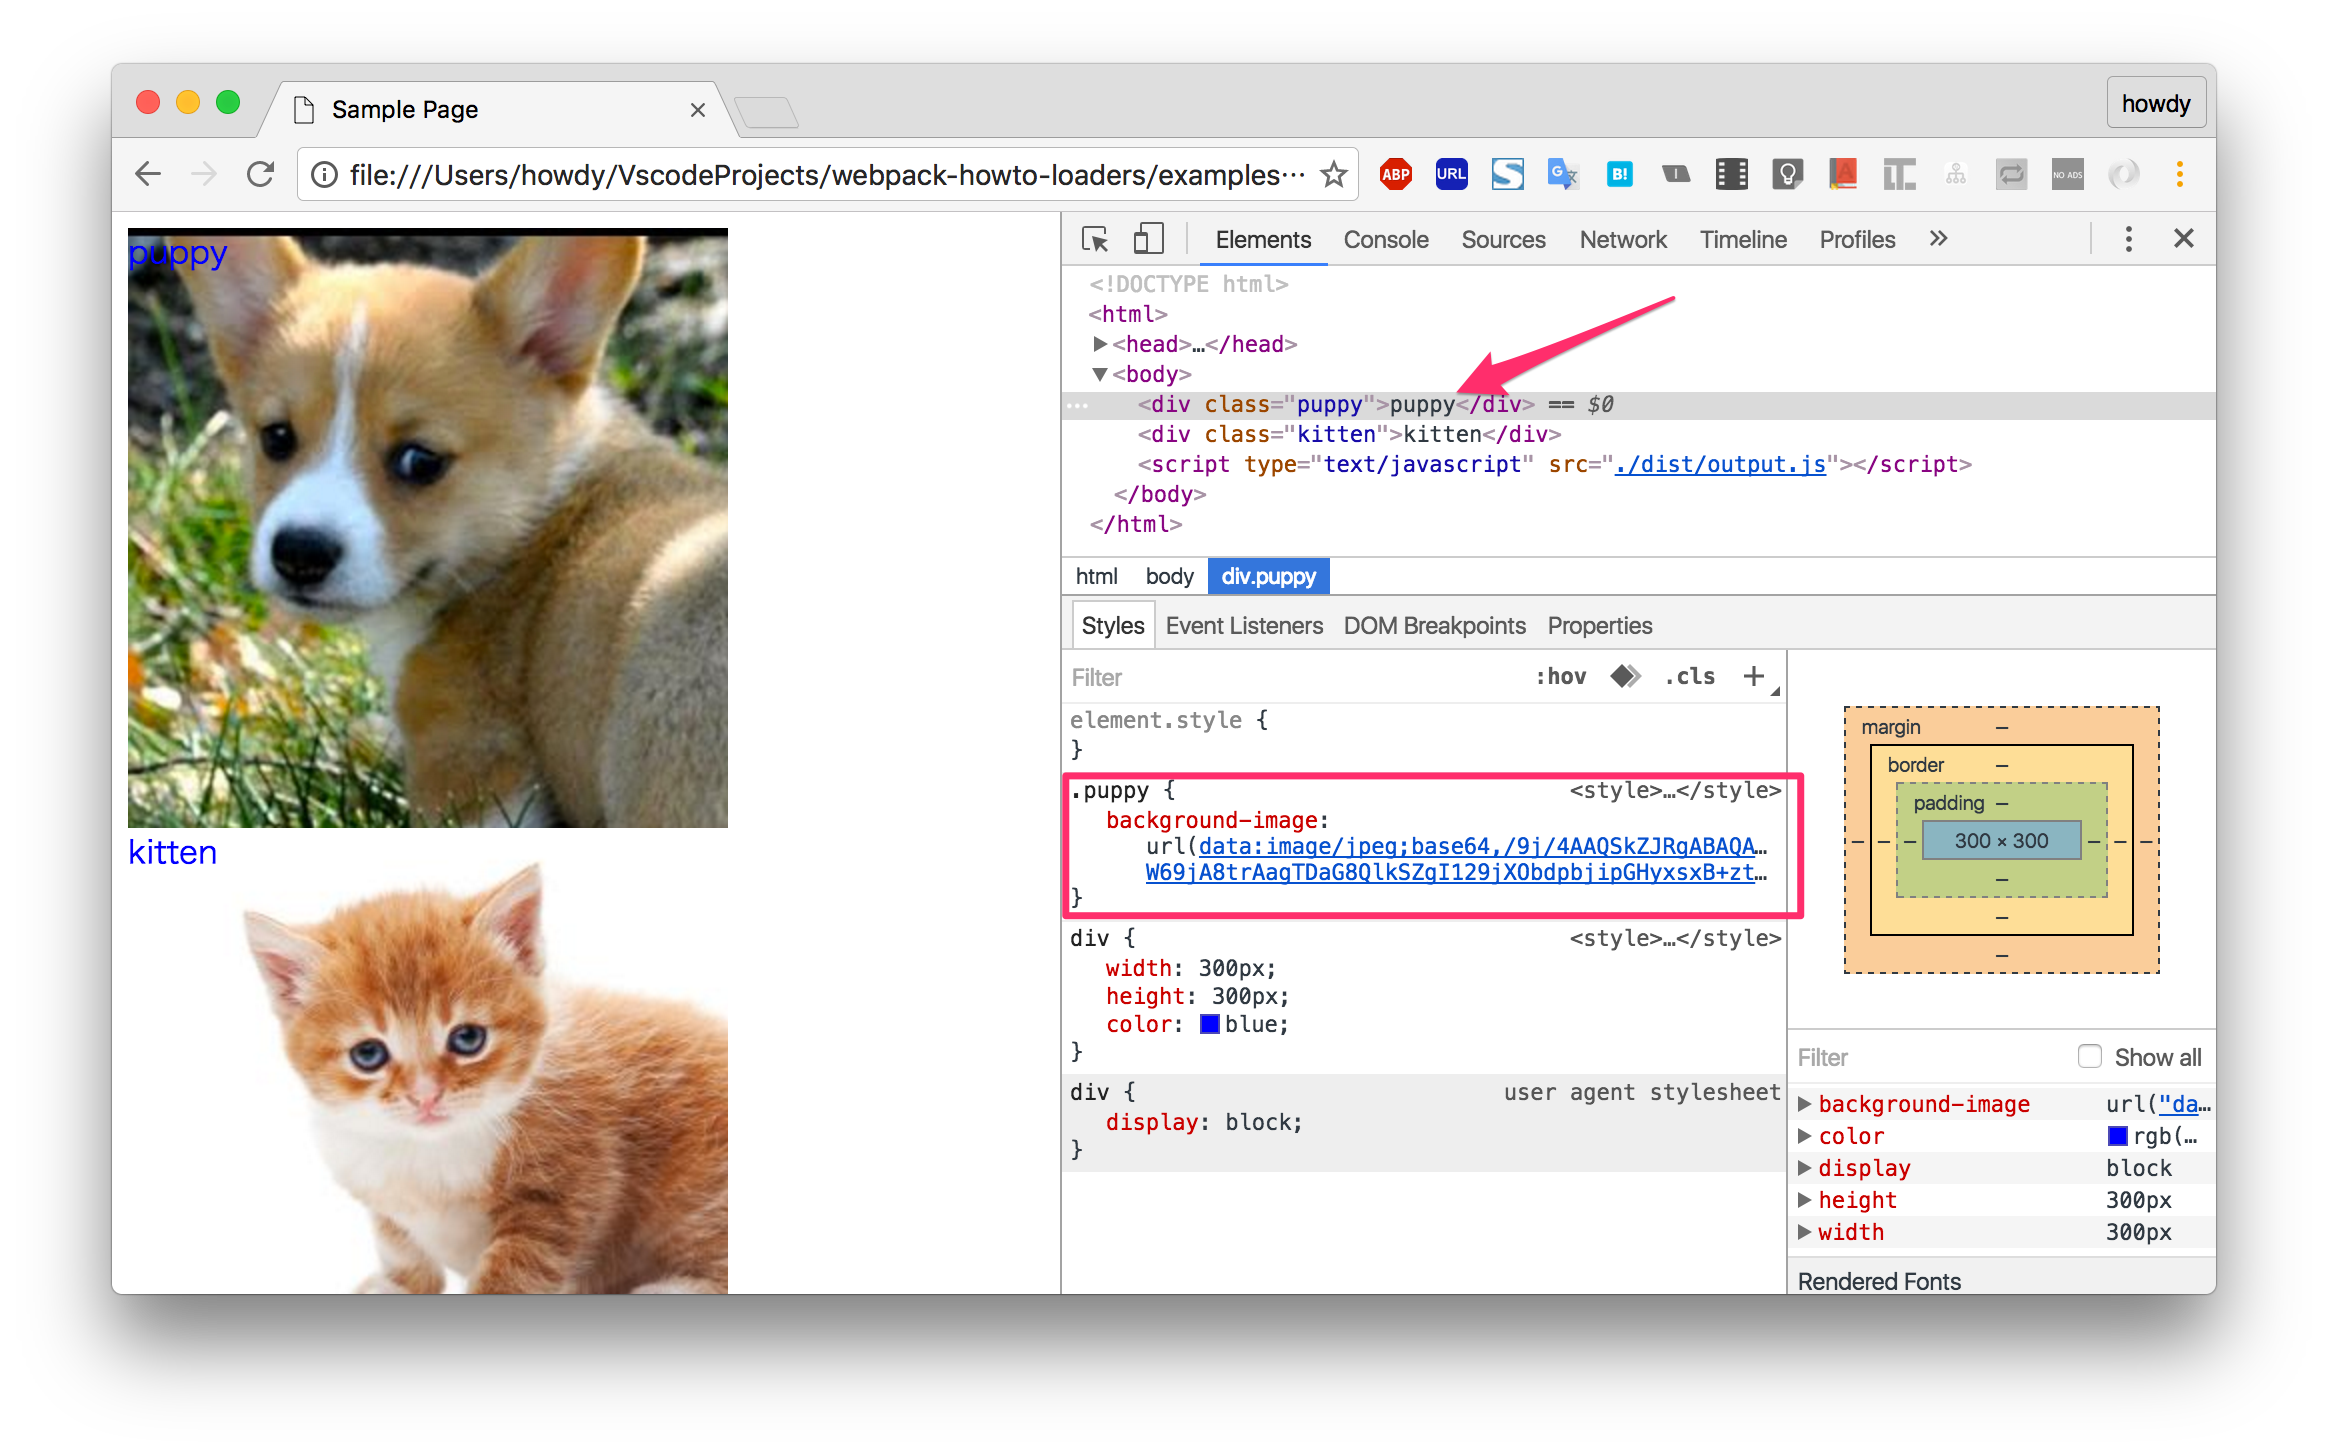 Sample Page
howdy
file:///Users/howdy/VscodeProjects/webpack-howto-loaders/examples…
ABP
URL
S
G
B!
NO ADS
puppy
kitten
Elements Console Sources Network Timeline Profiles »
<!DOCTYPE html>
<html>
<head>…</head>
<body>
<div class="puppy">puppy</div> == $0
<div class="kitten">kitten</div>
<script type="text/javascript" src="./dist/output.js"></script>
</body>
</html>
html body div.puppy
Styles Event Listeners DOM Breakpoints Properties
Filter :hov .cls +
element.style {
}
.puppy { <style>…</style>
background-image:
url(data:image/jpeg;base64,/9j/4AAQSkZJRgABAQA…
W69jA8trAagTDaG8QlkSZgI129jXObdpbjipGHyxsxB+zt…
}
div { <style>…</style>
width: 300px;
height: 300px;
color: blue;
}
div { user agent stylesheet
display: block;
}
margin –
border –
padding –
– – – 300 × 300 – – –
–
–
–
Filter Show all
background-image url("da…
color rgb(…
display block
height 300px
width 300px
Rendered Fonts